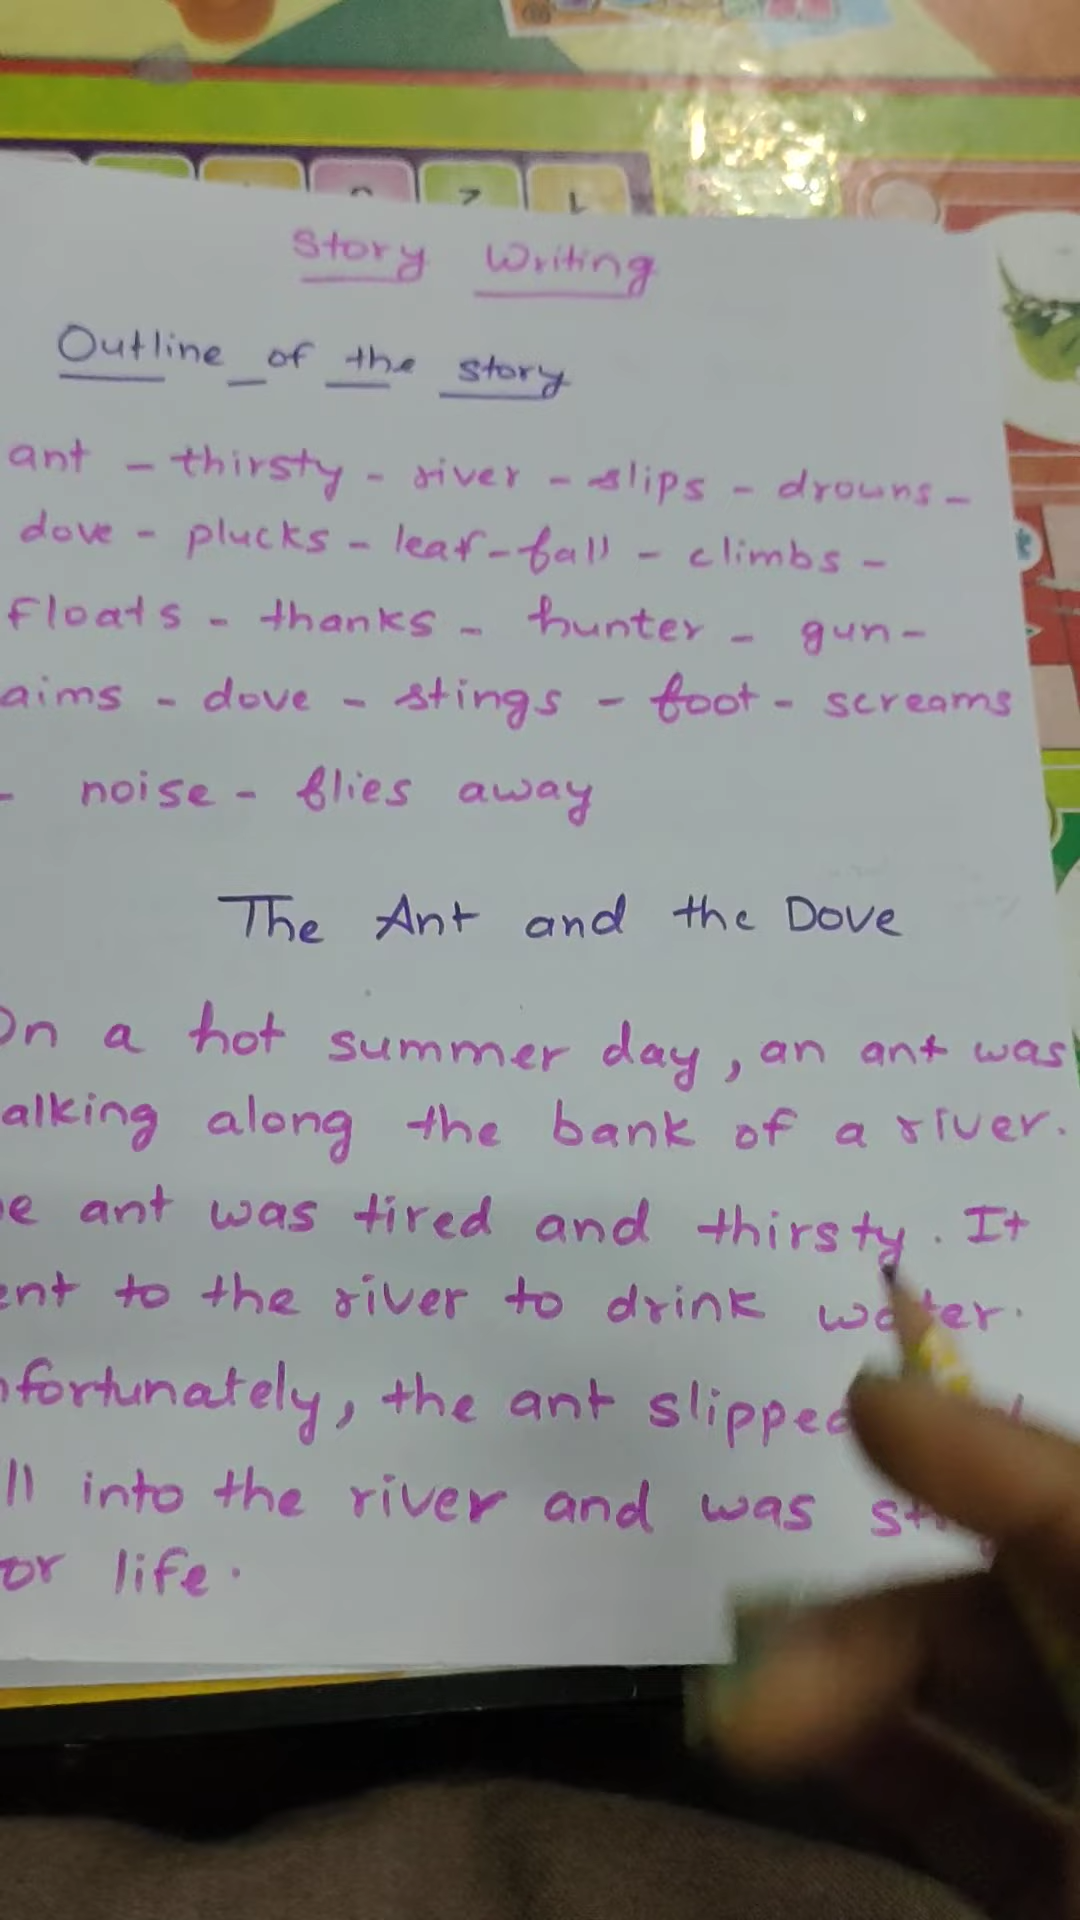 Story Writing
Outline of the story
ant - thirsty - river - slips - drowns -
dove - plucks - leaf - fall - climbs -
Floats - thanks - hunter - gun -
aims - dove - stings - foot - screams
- noise - flies away
The Ant and the Dove
On a hot summer day, an ant was
alking along the bank of a river.
e ant was tired and thirsty. It
ent to the river to drink water.
nfortunately, the ant slipped
ll into the river and was
or life.